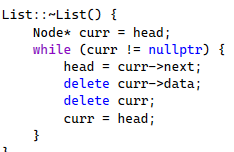 List::~List() {
    Node* curr = head;
    while (curr != nullptr) {
        head = curr->next;
        delete curr->data;
        delete curr;
        curr = head;
    }
}